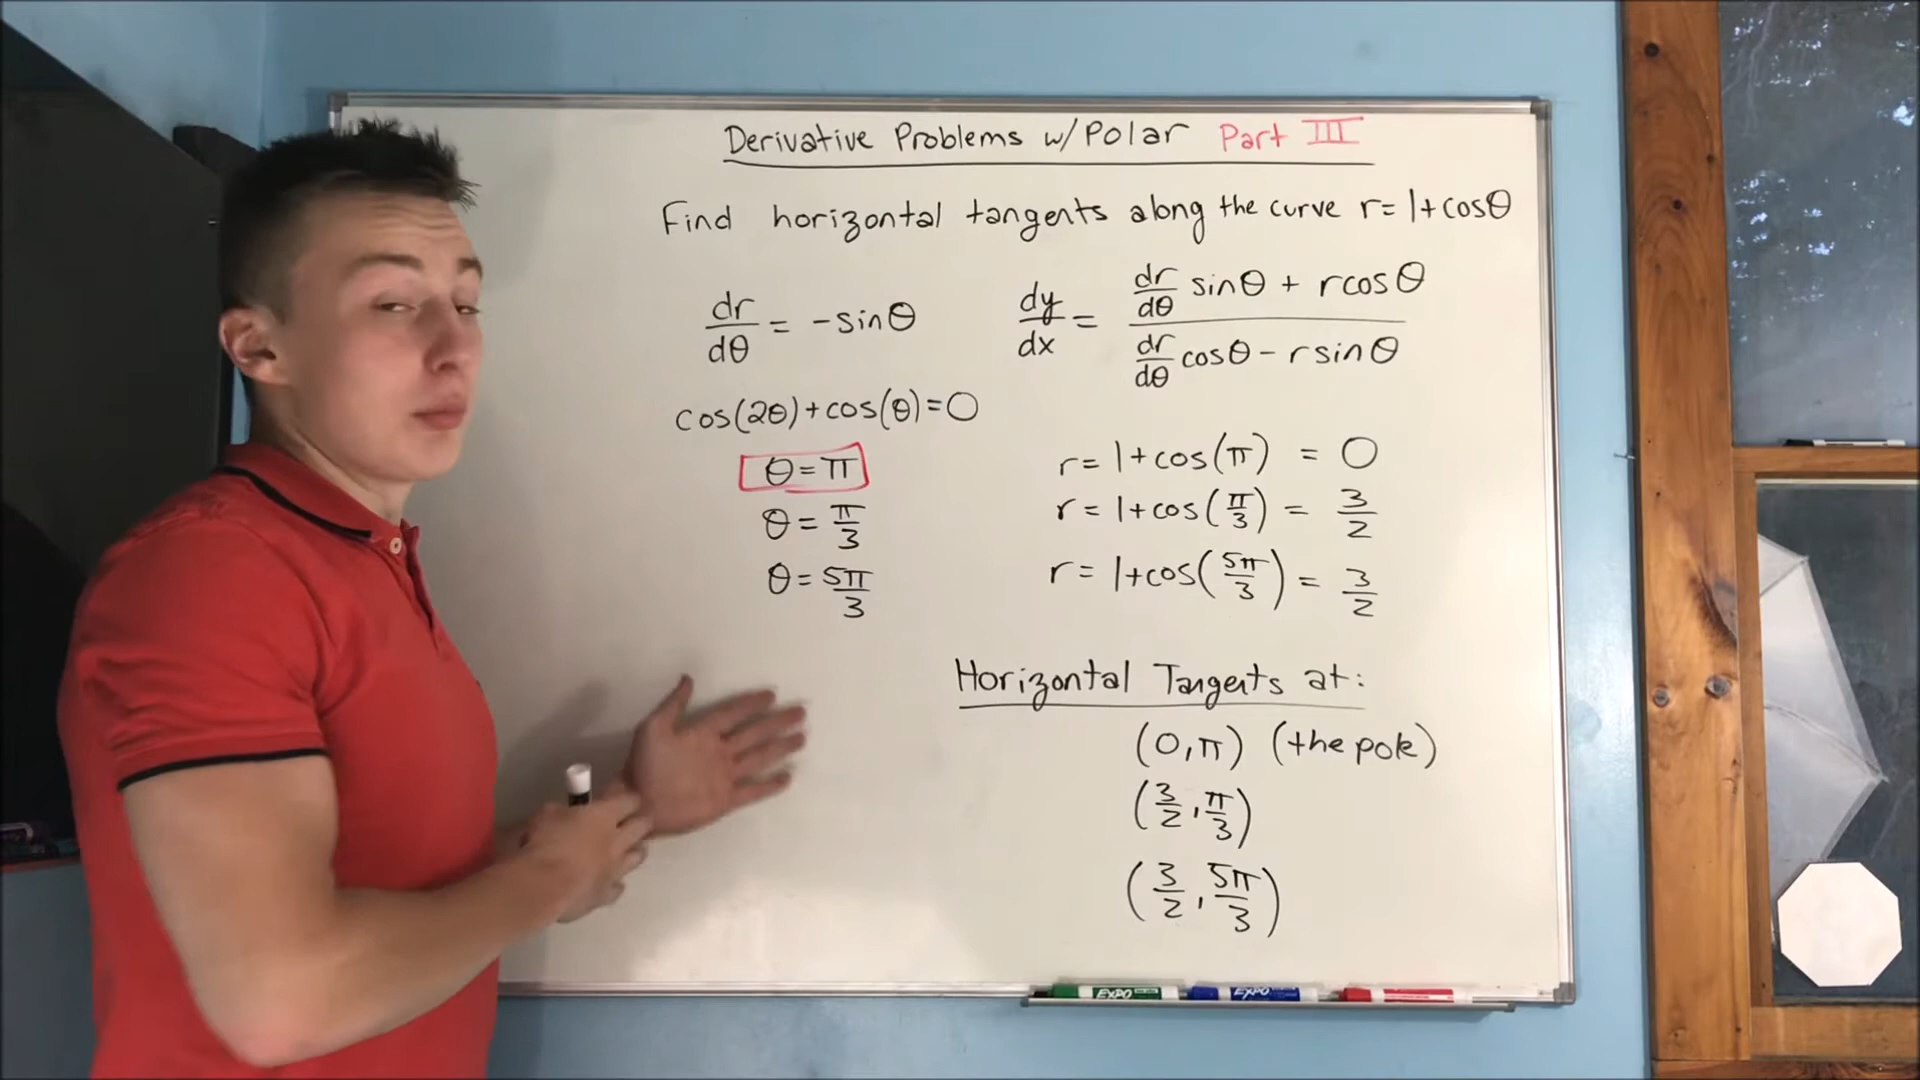 Derivative Problems w/Polar Part III
Find horizontal tangents along the curve r=1+cosθ
dr/dθ = -sinθ
dy/dx = (dr/dθ sinθ + rcosθ)/(dr/dθ cosθ - rsinθ)
cos(2θ)+cos(θ)=0
θ=π
θ=π/3
θ=5π/3
r=1+cos(π) = 0
r=1+cos(π/3) = 3/2
r=1+cos(5π/3) = 3/2
Horizontal Tangents at:
(0,π) (the pole)
(3/2,π/3)
(3/2,5π/3)
EXPO
EXPO